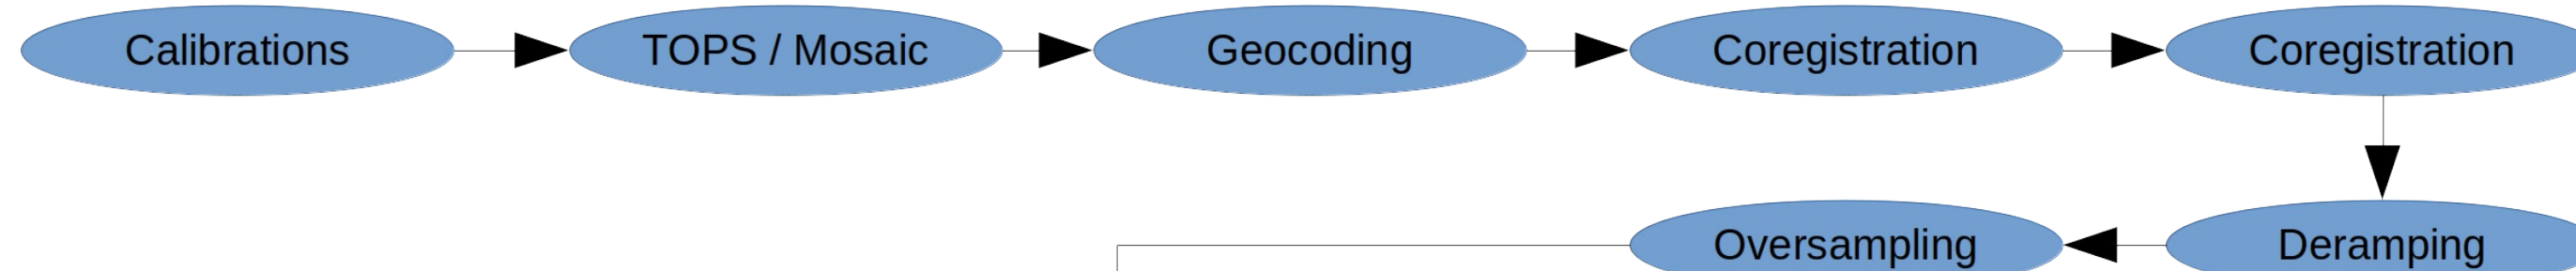 Calibrations
TOPS / Mosaic
Geocoding
Coregistration
Coregistration
Deramping
Oversampling